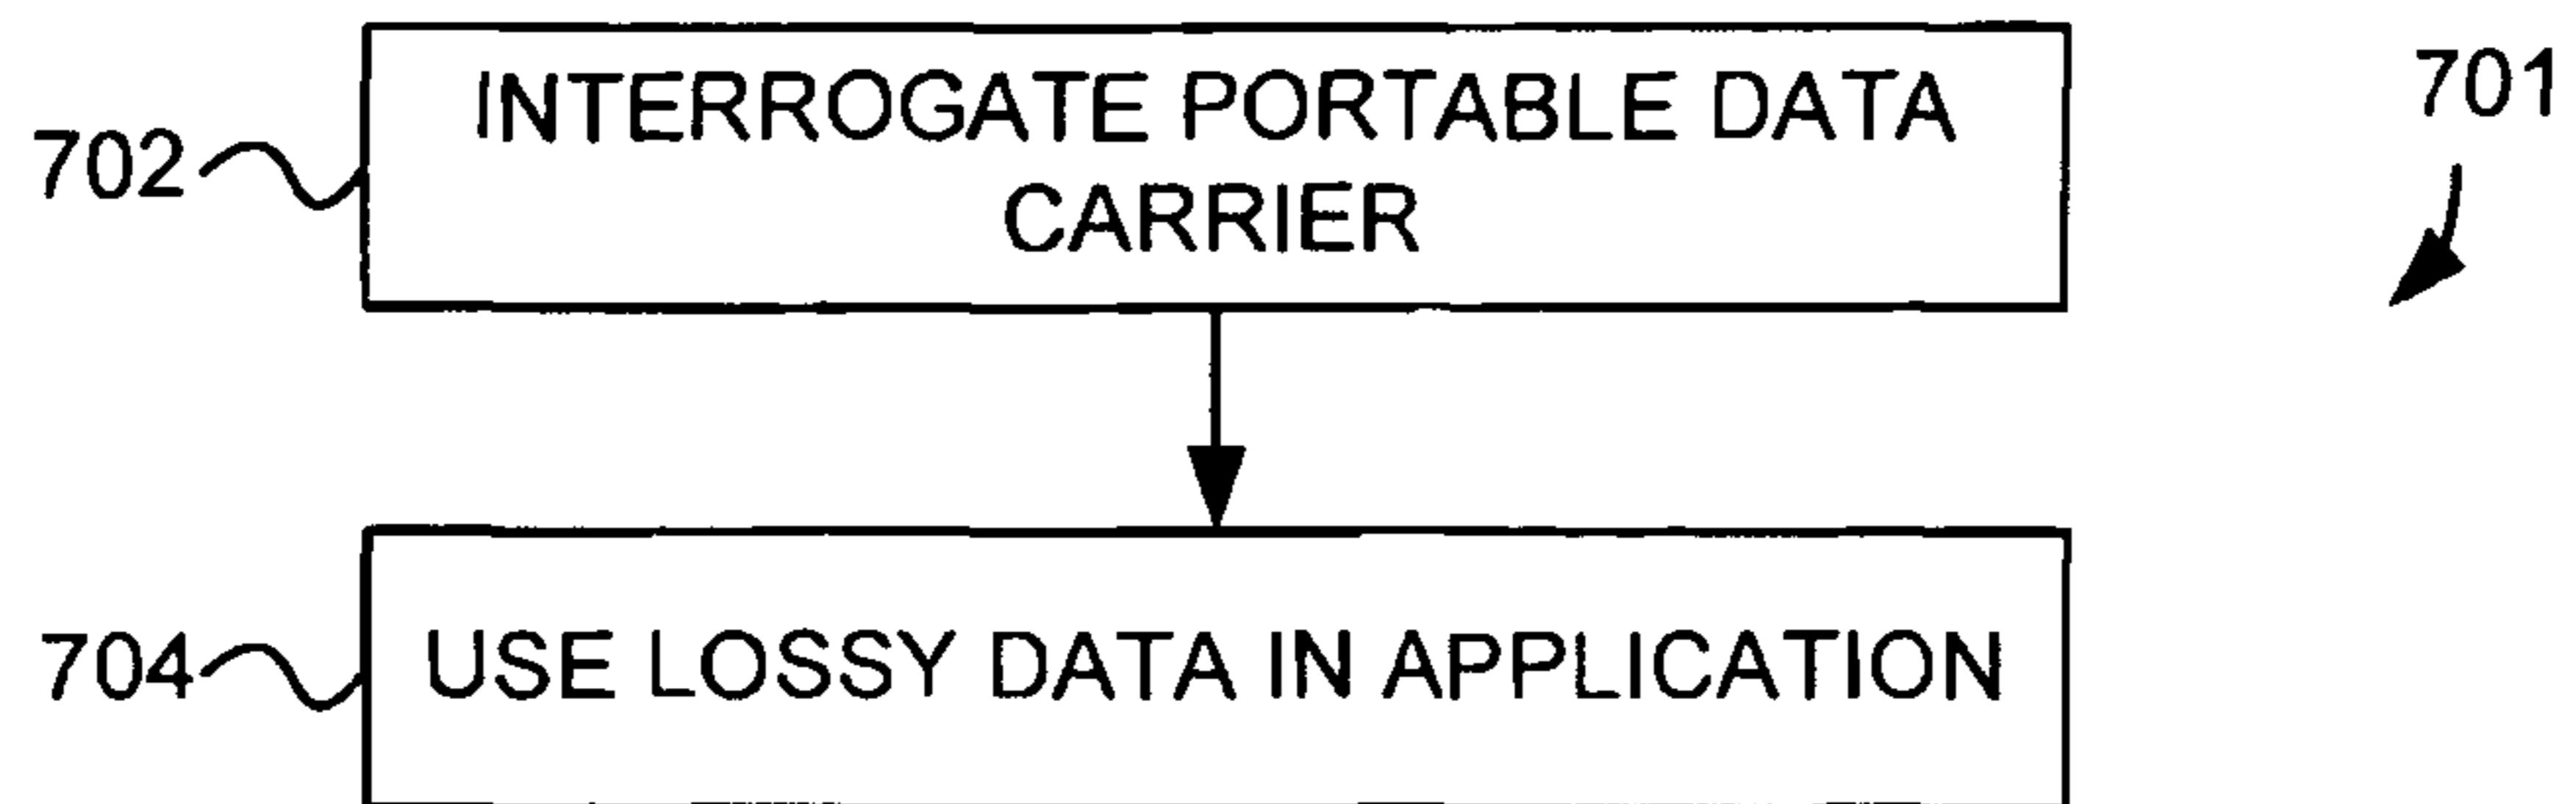 INTERROGATE PORTABLE DATA
CARRIER
701
702
USE LOSSY DATA IN APPLICATION
704